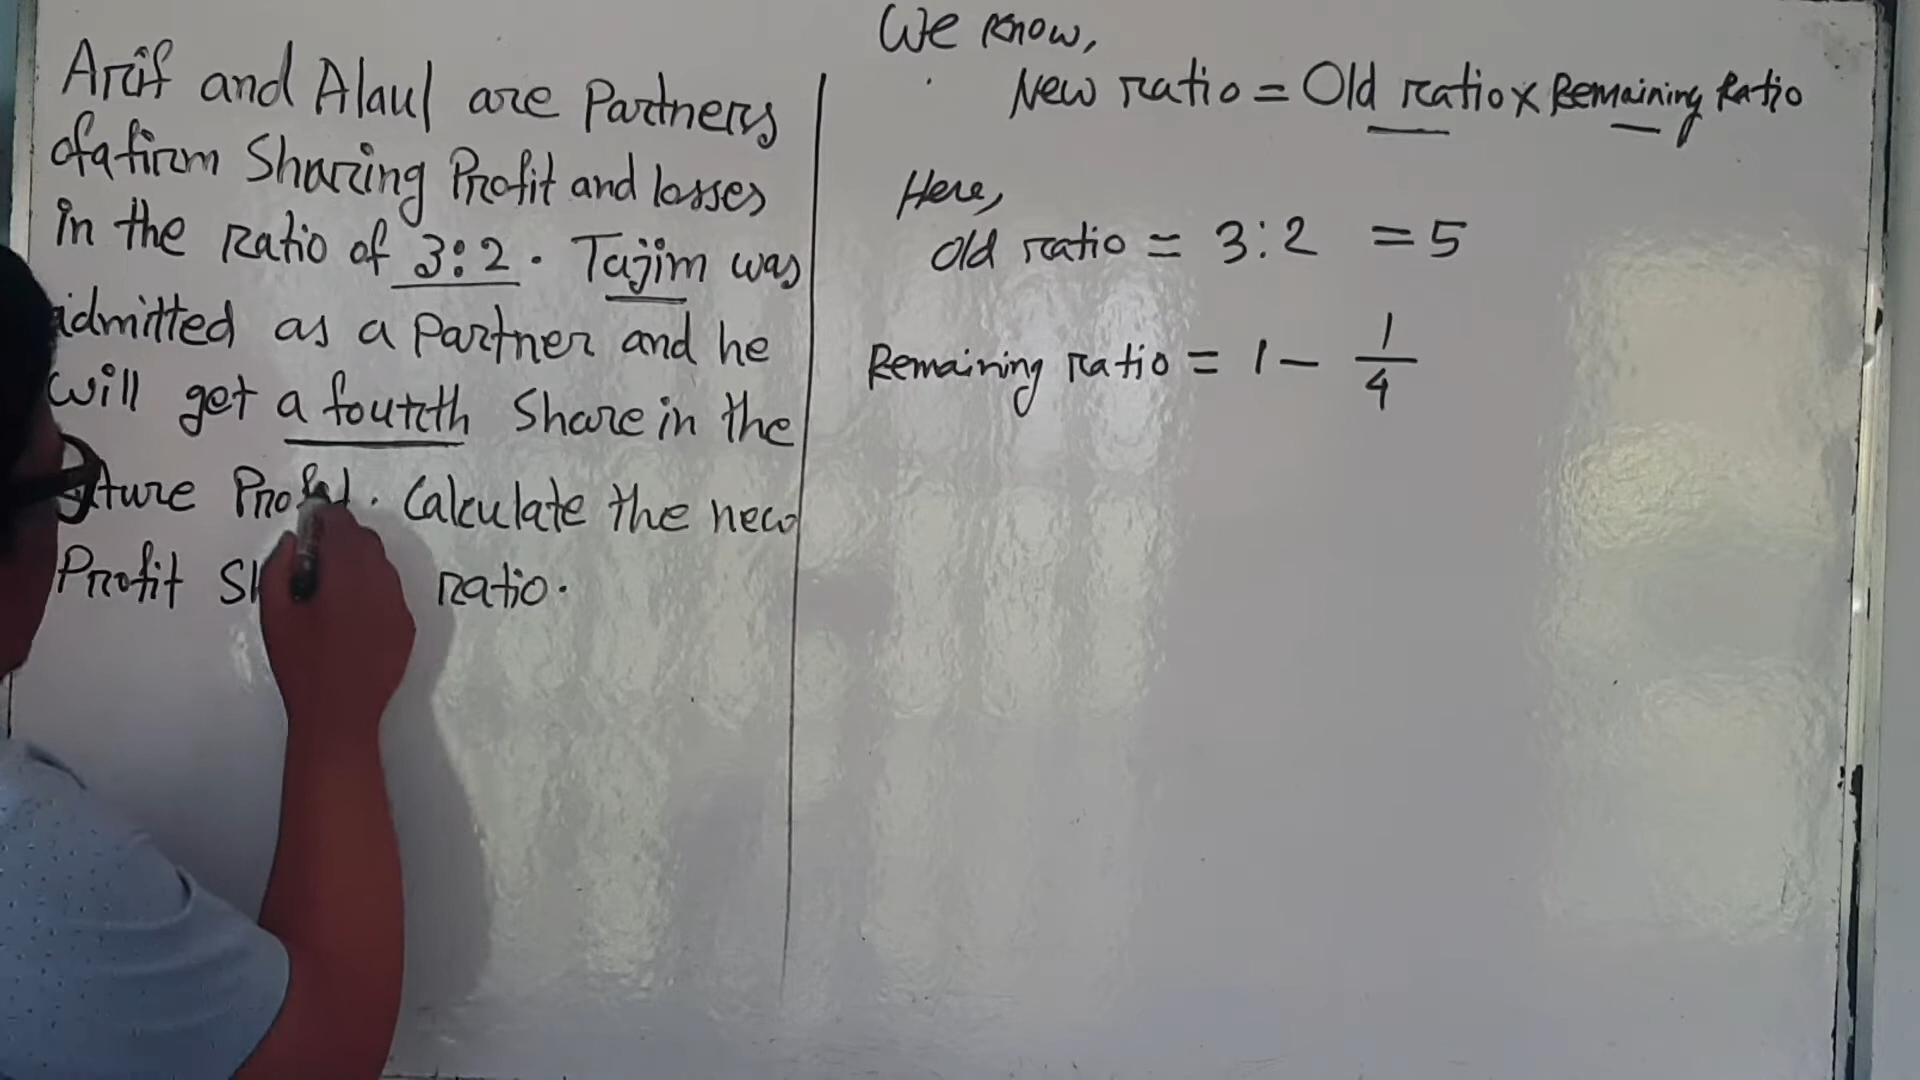 Arif and Alaul are Partners
of a firm Sharing Profit and losses
in the ratio of 3:2. Tajim was
admitted as a partner and he
will get a fourth Share in the
Profit. Calculate the new
Profit ratio.
We know,
New ratio = Old ratio x Remaining Ratio
Here,
Old ratio = 3:2 = 5
Remaining ratio = 1 - 1/4